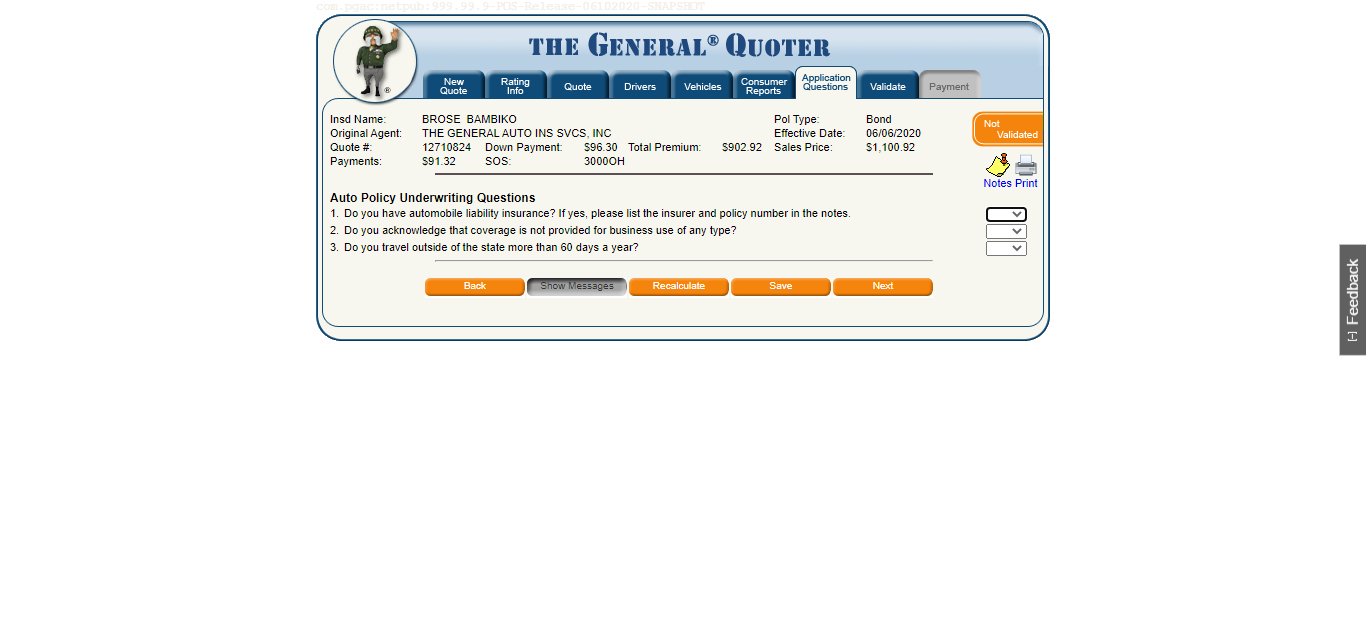 com.pgac:netpub:999.99.9-POS-Release-06102020-SNAPSHOT
THE GENERAL® QUOTER
®
New Quote
Rating Info
Quote
Drivers
Vehicles
Consumer Reports
Application Questions
Validate
Payment
Insd Name: BROSE BAMBIKO Pol Type: Bond
Original Agent: THE GENERAL AUTO INS SVCS, INC Effective Date: 06/06/2020
Quote #: 12710824 Down Payment: $96.30 Total Premium: $902.92 Sales Price: $1,100.92
Payments: $91.32 SOS: 3000OH
Not Validated
Notes Print
Auto Policy Underwriting Questions
1. Do you have automobile liability insurance? If yes, please list the insurer and policy number in the notes.
2. Do you acknowledge that coverage is not provided for business use of any type?
3. Do you travel outside of the state more than 60 days a year?
Back Show Messages Recalculate Save Next
[-] Feedback